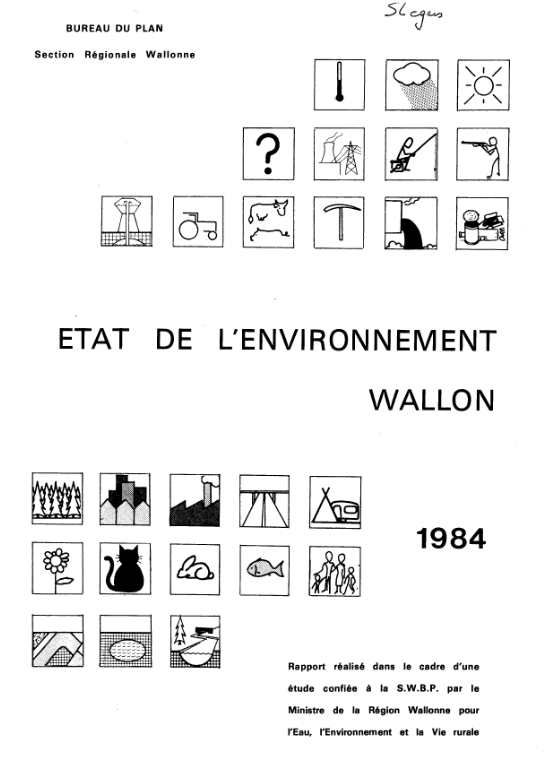 BUREAU DU PLAN
Section Régionale Wallonne
?
ETAT DE L'ENVIRONNEMENT
WALLON
1984
Rapport réalisé dans le cadre d'une
étude confiée à la S.W.B.P. par le
Ministre de la Région Wallonne pour
l'Eau, l'Environnement et la Vie rurale